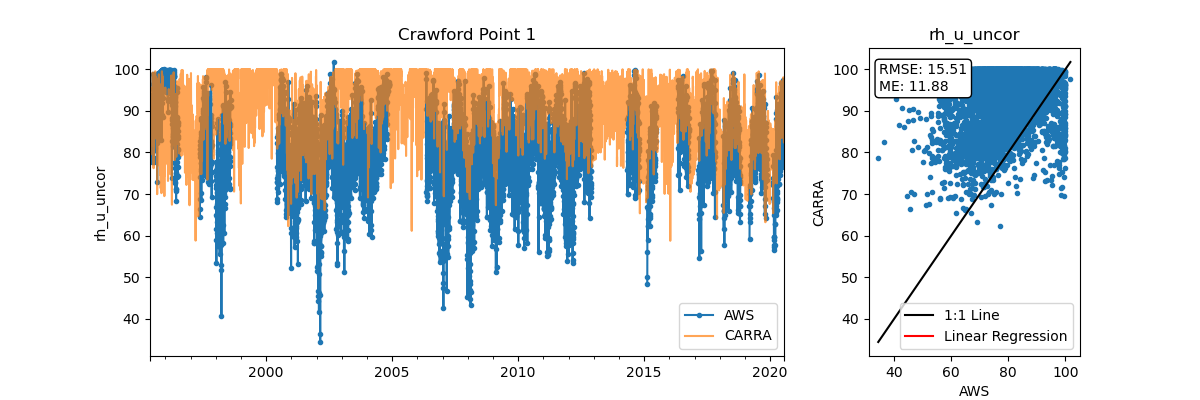 Crawford Point 1
rh_u_uncor
100
90
80
70
60
50
40
2000
2005
2010
2015
2020
AWS
CARRA
rh_u_uncor
RMSE: 15.51
ME: 11.88
CARRA
100
90
80
70
60
50
40
40
60
80
100
AWS
1:1 Line
Linear Regression